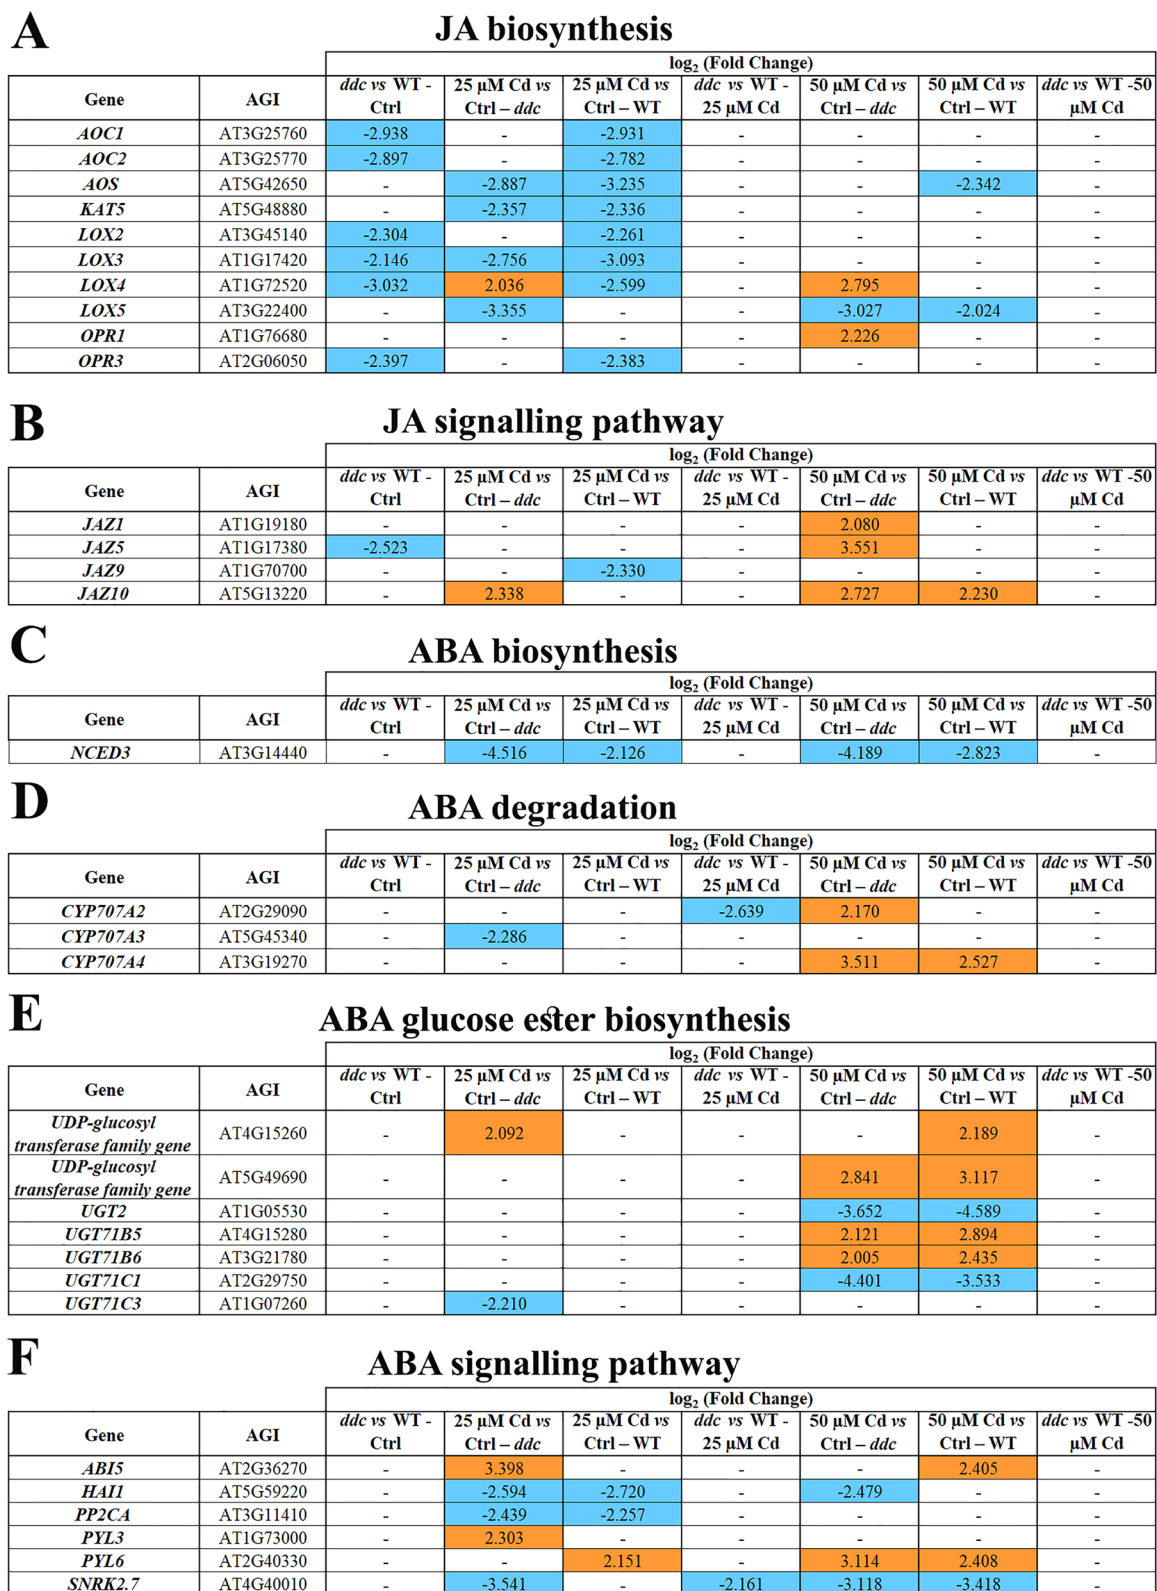 A
JA biosynthesis
log2 (Fold Change)
Gene AGI ddc vs WT - Ctrl 25 µM Cd vs Ctrl – ddc 25 µM Cd vs Ctrl – WT ddc vs WT - 25 µM Cd 50 µM Cd vs Ctrl – ddc 50 µM Cd vs Ctrl – WT ddc vs WT -50 µM Cd
AOC1 AT3G25760 -2.938 - -2.931 - - - -
AOC2 AT3G25770 -2.897 - -2.782 - - - -
AOS AT5G42650 - -2.887 -3.235 - - -2.342 -
KAT5 AT5G48880 - -2.357 -2.336 - - - -
LOX2 AT3G45140 -2.304 - -2.261 - - - -
LOX3 AT1G17420 -2.146 -2.756 -3.093 - - - -
LOX4 AT1G72520 -3.032 2.036 -2.599 - 2.795 - -
LOX5 AT3G22400 - -3.355 - - -3.027 -2.024 -
OPR1 AT1G76680 - - - - 2.226 - -
OPR3 AT2G06050 -2.397 - -2.383 - - - -
B
JA signalling pathway
log2 (Fold Change)
Gene AGI ddc vs WT - Ctrl 25 µM Cd vs Ctrl – ddc 25 µM Cd vs Ctrl – WT ddc vs WT - 25 µM Cd 50 µM Cd vs Ctrl – ddc 50 µM Cd vs Ctrl – WT ddc vs WT -50 µM Cd
JAZ1 AT1G19180 - - - - 2.080 - -
JAZ5 AT1G17380 -2.523 - - - 3.551 - -
JAZ9 AT1G70700 - - -2.330 - - - -
JAZ10 AT5G13220 - 2.338 - - 2.727 2.230 -
C
ABA biosynthesis
log2 (Fold Change)
Gene AGI ddc vs WT - Ctrl 25 µM Cd vs Ctrl – ddc 25 µM Cd vs Ctrl – WT ddc vs WT - 25 µM Cd 50 µM Cd vs Ctrl – ddc 50 µM Cd vs Ctrl – WT ddc vs WT -50 µM Cd
NCED3 AT3G14440 - -4.516 -2.126 - -4.189 -2.823 -
D
ABA degradation
log2 (Fold Change)
Gene AGI ddc vs WT - Ctrl 25 µM Cd vs Ctrl – ddc 25 µM Cd vs Ctrl – WT ddc vs WT - 25 µM Cd 50 µM Cd vs Ctrl – ddc 50 µM Cd vs Ctrl – WT ddc vs WT -50 µM Cd
CYP707A2 AT2G29090 - - - -2.639 2.170 - -
CYP707A3 AT5G45340 - -2.286 - - - - -
CYP707A4 AT3G19270 - - - - 3.511 2.527 -
E
ABA glucose ester biosynthesis
log2 (Fold Change)
Gene AGI ddc vs WT - Ctrl 25 µM Cd vs Ctrl – ddc 25 µM Cd vs Ctrl – WT ddc vs WT - 25 µM Cd 50 µM Cd vs Ctrl – ddc 50 µM Cd vs Ctrl – WT ddc vs WT -50 µM Cd
UDP-glucosyl transferase family gene AT4G15260 - 2.092 - - - 2.189 -
UDP-glucosyl transferase family gene AT5G49690 - - - - 2.841 3.117 -
UGT2 AT1G05530 - - - - -3.652 -4.589 -
UGT71B5 AT4G15280 - - - - 2.121 2.894 -
UGT71B6 AT3G21780 - - - - 2.005 2.435 -
UGT71C1 AT2G29750 - - - - -4.401 -3.533 -
UGT71C3 AT1G07260 - -2.210 - - - - -
F
ABA signalling pathway
log2 (Fold Change)
Gene AGI ddc vs WT - Ctrl 25 µM Cd vs Ctrl – ddc 25 µM Cd vs Ctrl – WT ddc vs WT - 25 µM Cd 50 µM Cd vs Ctrl – ddc 50 µM Cd vs Ctrl – WT ddc vs WT -50 µM Cd
ABI5 AT2G36270 - 3.398 - - - 2.405 -
HAI1 AT5G59220 - -2.594 -2.720 - -2.479 - -
PP2CA AT3G11410 - -2.439 -2.257 - - - -
PYL3 AT1G73000 - 2.303 - - - - -
PYL6 AT2G40330 - - 2.151 - 3.114 2.408 -
SNRK2.7 AT4G40010 - -3.541 - -2.161 -3.118 -3.418 -